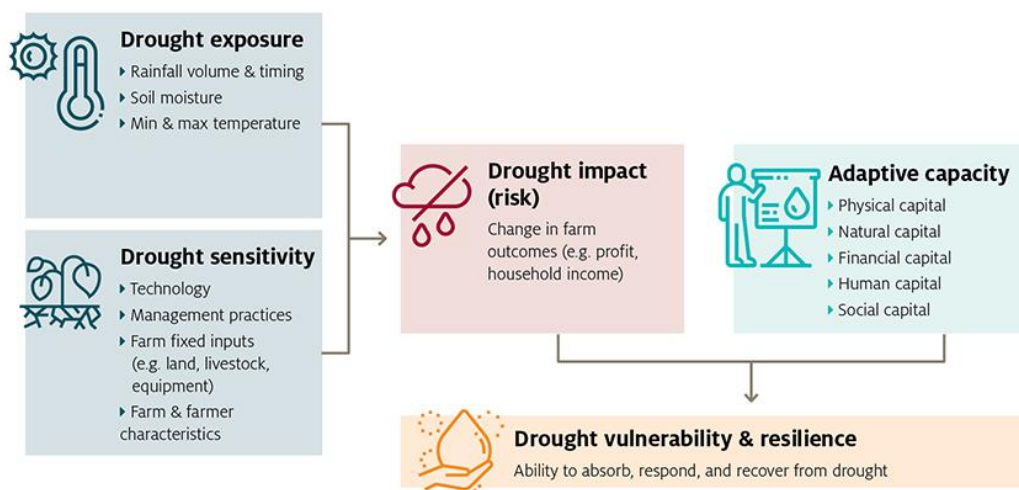 Drought exposure
Rainfall volume & timing
Soil moisture
Min & max temperature
Drought sensitivity
Technology
Management practices
Farm fixed inputs
(e.g. land, livestock,
equipment)
Farm & farmer
characteristics
Drought impact
(risk)
Change in farm
outcomes (e.g. profit,
household income)
Adaptive capacity
Physical capital
Natural capital
Financial capital
Human capital
Social capital
Drought vulnerability & resilience
Ability to absorb, respond, and recover from drought